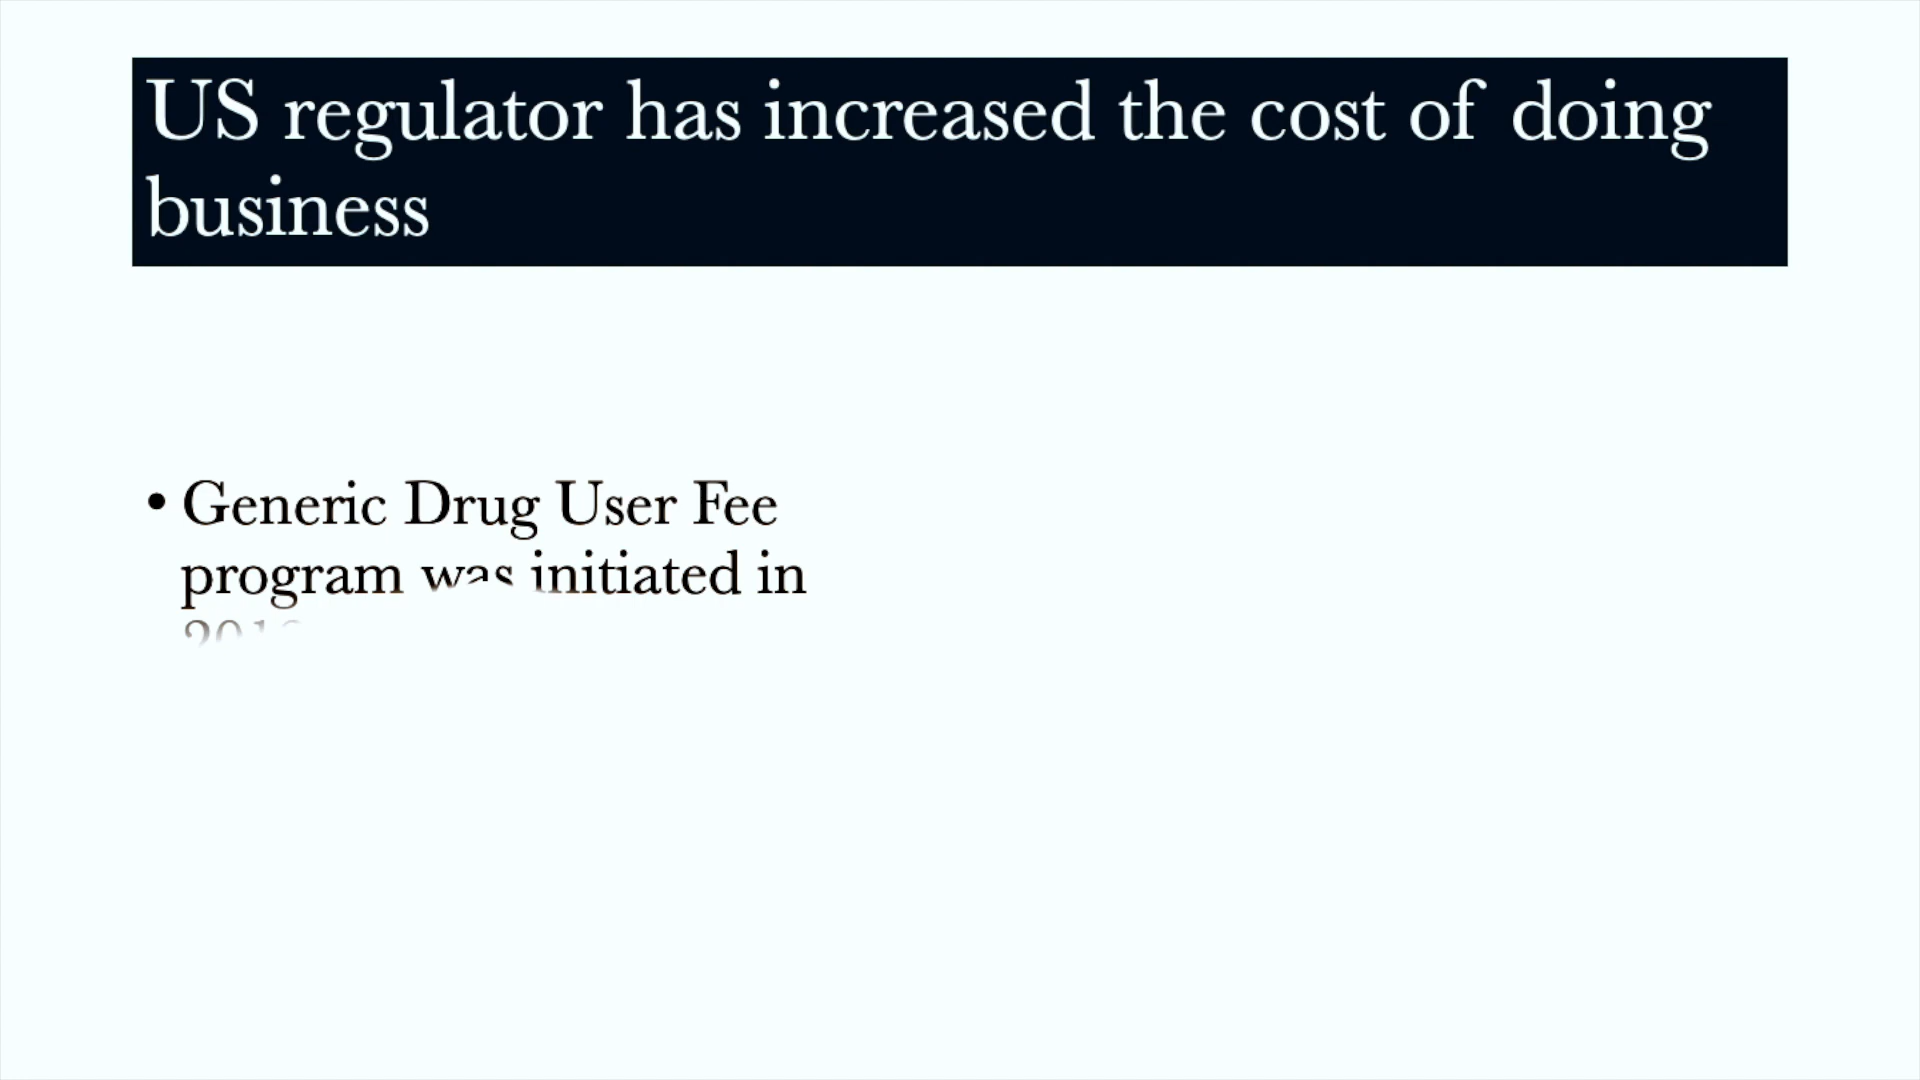 US regulator has increased the cost of doing
business
• Generic Drug User Fee
program was initiated in